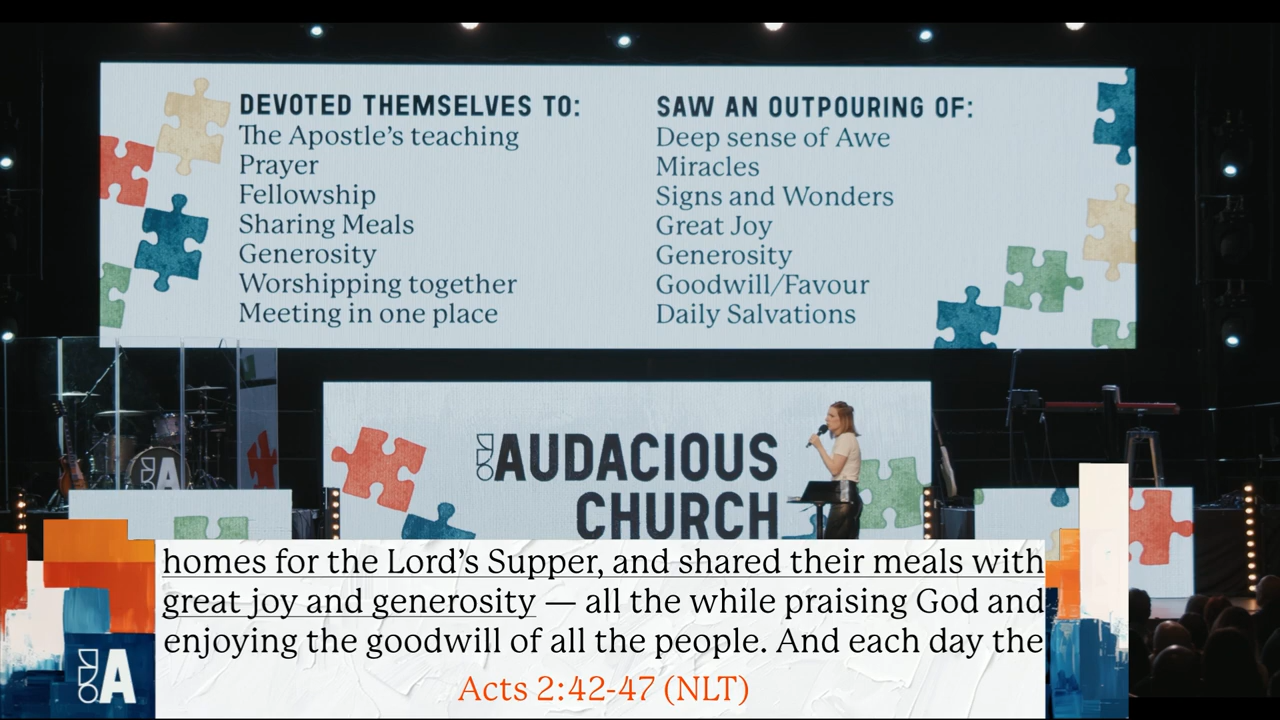 DEVOTED THEMSELVES TO:
The Apostle’s teaching
Prayer
Fellowship
Sharing Meals
Generosity
Worshipping together
Meeting in one place
SAW AN OUTPOURING OF:
Deep sense of Awe
Miracles
Signs and Wonders
Great Joy
Generosity
Goodwill/Favour
Daily Salvations
AUDACIOUS
CHURCH
homes for the Lord’s Supper, and shared their meals with
great joy and generosity — all the while praising God and
enjoying the goodwill of all the people. And each day the
Acts 2:42-47 (NLT)